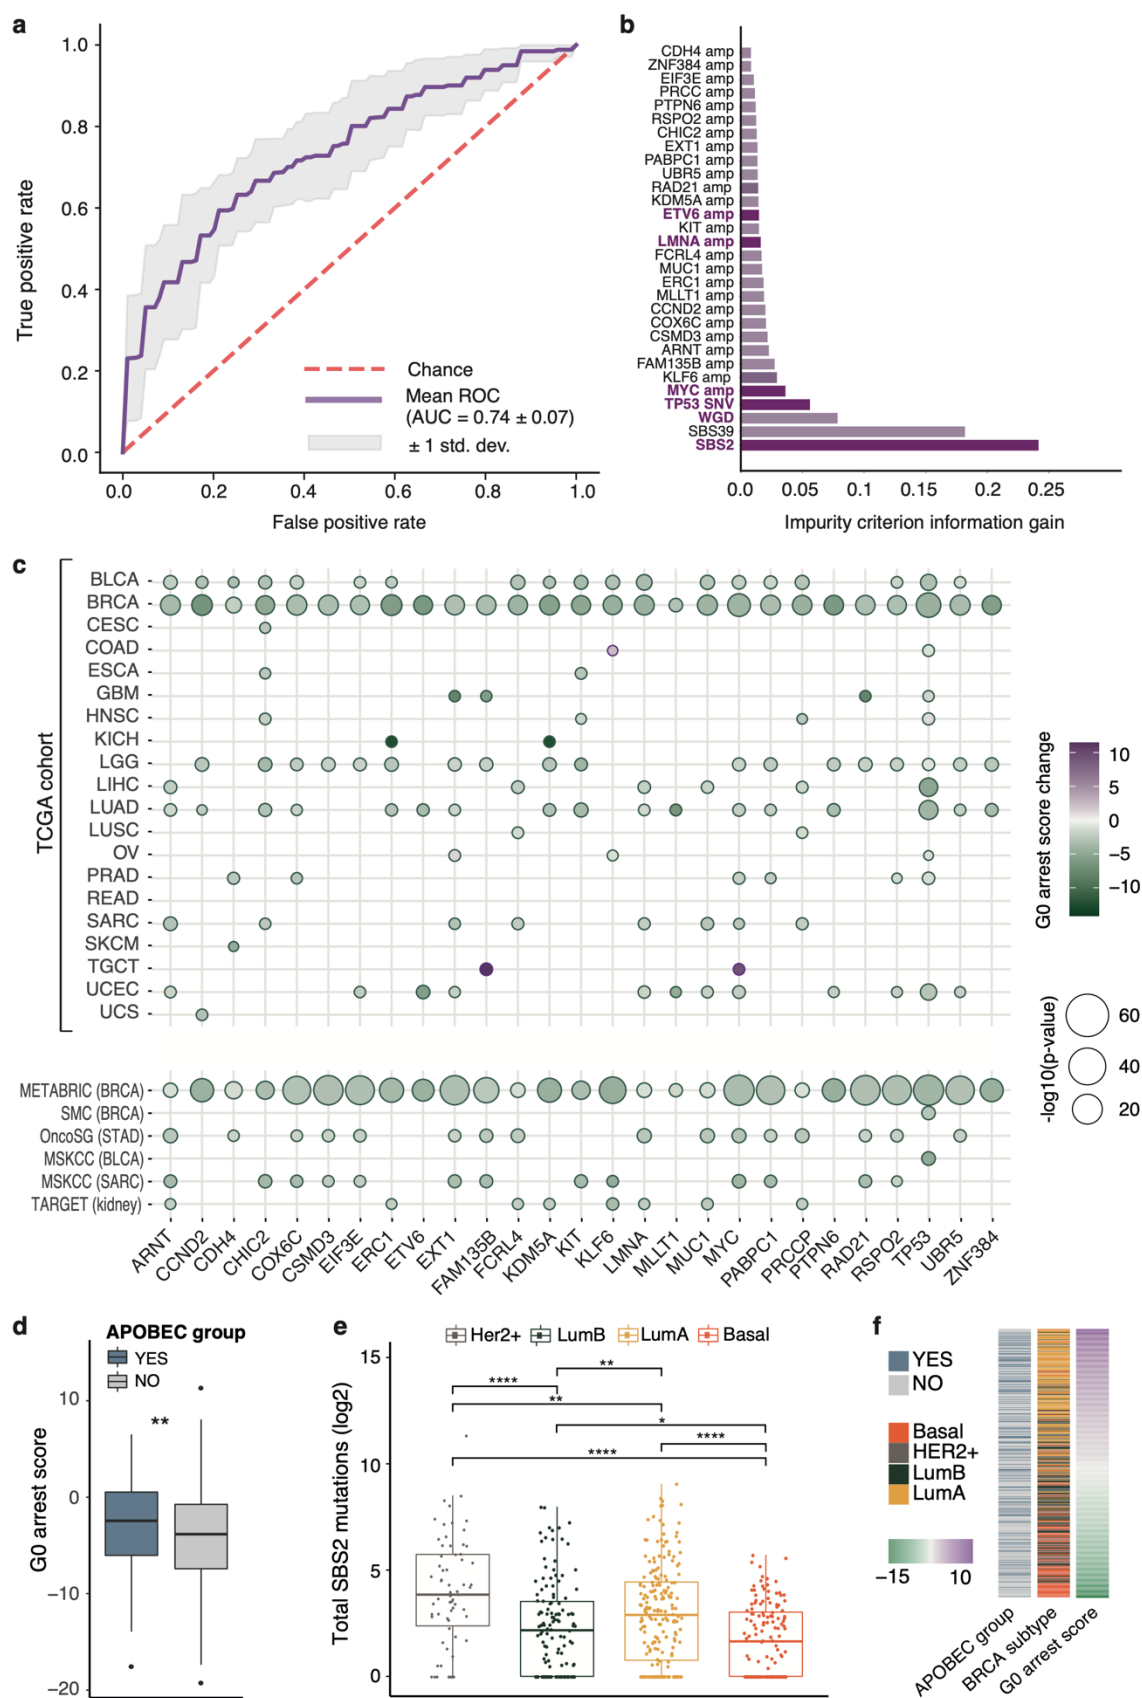 a
1.0
0.8
0.6
0.4
0.2
0.0
True positive rate
Chance
Mean ROC
(AUC = 0.74 ± 0.07)
± 1 std. dev.
0.0 0.2 0.4 0.6 0.8 1.0
False positive rate
b
CDH4 amp
ZNF384 amp
EIF3E amp
PRCC amp
PTPN6 amp
RSPO2 amp
CHIC2 amp
EXT1 amp
PABPC1 amp
UBR5 amp
RAD21 amp
KDM5A amp
ETV6 amp
KIT amp
LMNA amp
FCRL4 amp
MUC1 amp
ERC1 amp
MLLT1 amp
CCND2 amp
COX6C amp
CSMD3 amp
ARNT amp
FAM135B amp
KLF6 amp
MYC amp
TP53 SNV
WGD
SBS39
SBS2
0.0 0.05 0.1 0.15 0.2 0.25
Impurity criterion information gain
c
TCGA cohort
BLCA
BRCA
CESC
COAD
ESCA
GBM
HNSC
KICH
LGG
LIHC
LUAD
LUSC
OV
PRAD
READ
SARC
SKCM
TGCT
UCEC
UCS
METABRIC (BRCA)
SMC (BRCA)
OncoSG (STAD)
MSKCC (BLCA)
MSKCC (SARC)
TARGET (kidney)
ARNT
CCND2
CDH4
CHIC2
COX6C
CSMD3
EIF3E
ERC1
ETV6
EXT1
FAM135B
FCRL4
KDM5A
KIT
KLF6
LMNA
MLLT1
MUC1
MYC
PABPC1
PRCCP
PTPN6
RAD21
RSPO2
TP53
UBR5
ZNF384
G0 arrest score change
10
5
0
−5
−10
-log10(p-value)
60
40
20
d
APOBEC group
YES
NO
**
G0 arrest score
10
0
−10
−20
e
Her2+ LumB LumA Basal
Total SBS2 mutations (log2)
15
10
5
0
**
****
**
*
****
****
f
YES
NO
Basal
HER2+
LumB
LumA
−15 10
APOBEC group
BRCA subtype
G0 arrest score